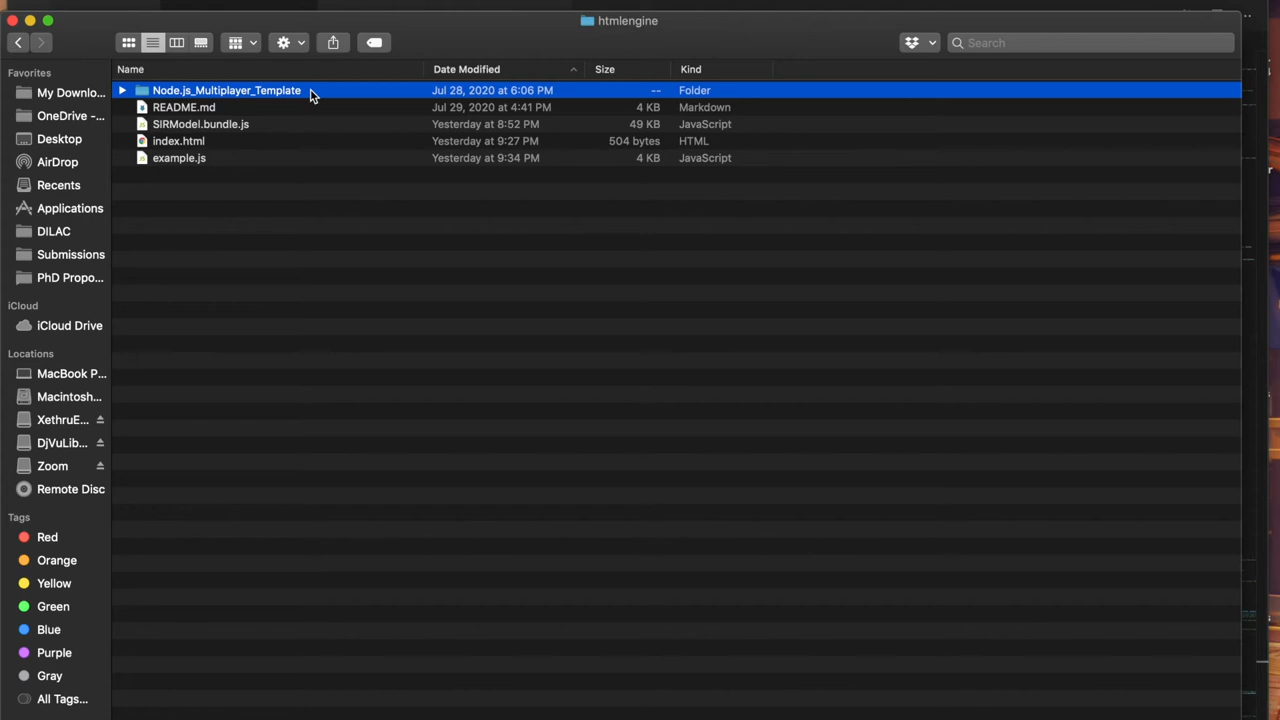 htmlengine
Search
Favorites
My Downlo...
OneDrive -...
Desktop
AirDrop
Recents
Applications
DILAC
Submissions
PhD Propo...
iCloud
iCloud Drive
Locations
MacBook P...
Macintosh...
XethruE...
DjVuLib...
Zoom
Remote Disc
Tags
Red
Orange
Yellow
Green
Blue
Purple
Gray
All Tags...
Name Date Modified Size Kind
Node.js_Multiplayer_Template Jul 28, 2020 at 6:06 PM -- Folder
README.md Jul 29, 2020 at 4:41 PM 4 KB Markdown
SIRModel.bundle.js Yesterday at 8:52 PM 49 KB JavaScript
index.html Yesterday at 9:27 PM 504 bytes HTML
example.js Yesterday at 9:34 PM 4 KB JavaScript